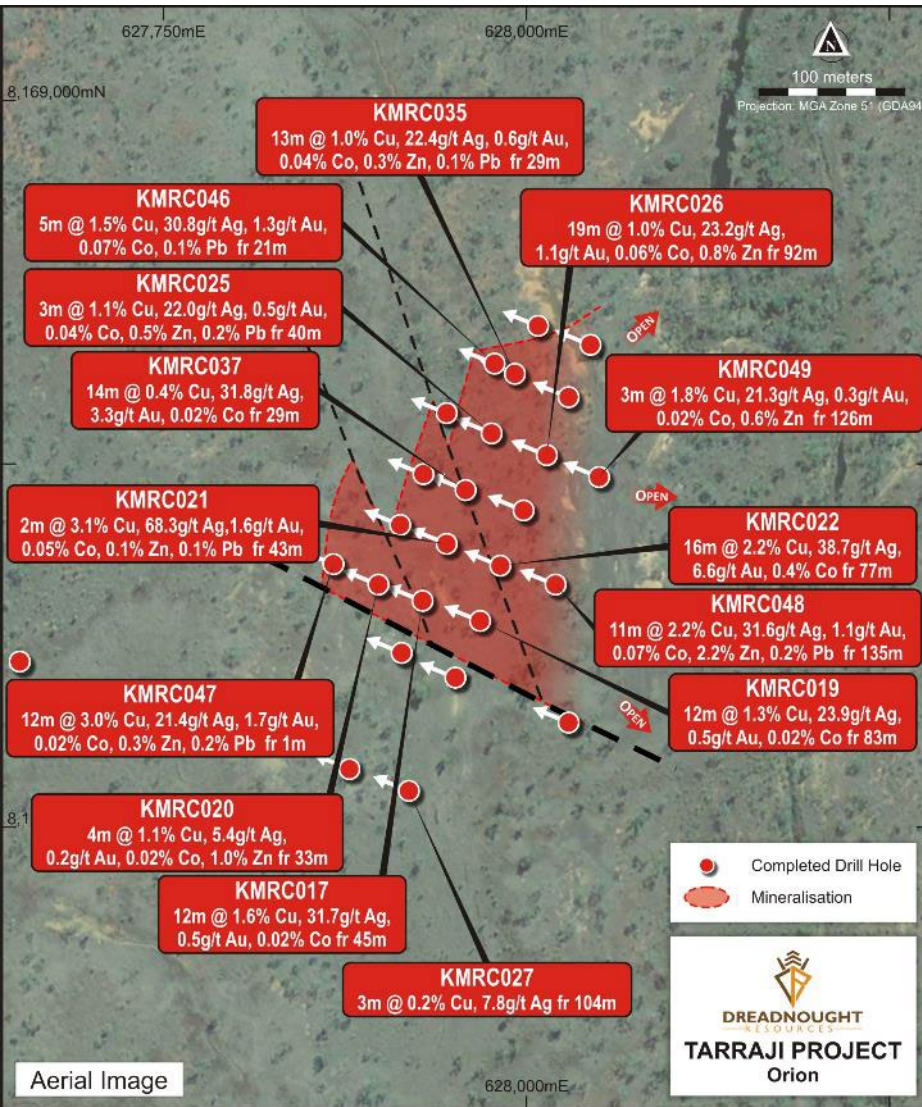 627,750mE
628,000mE
N
8,169,000mN
100 meters
Projection: MGA Zone 51 (GDA94
KMRC035
13m @ 1.0% Cu, 22.4g/t Ag, 0.6g/t Au,
0.04% Co, 0.3% Zn, 0.1% Pb fr 29m
KMRC046
5m @ 1.5% Cu, 30.8g/t Ag, 1.3g/t Au,
0.07% Co, 0.1% Pb fr 21m
KMRC026
19m @ 1.0% Cu, 23.2g/t Ag,
1.1g/t Au, 0.06% Co, 0.8% Zn fr 92m
KMRC025
3m @ 1.1% Cu, 22.0g/t Ag, 0.5g/t Au,
0.04% Co, 0.5% Zn, 0.2% Pb fr 40m
OPEN
KMRC037
14m @ 0.4% Cu, 31.8g/t Ag,
3.3g/t Au, 0.02% Co fr 29m
KMRC049
3m @ 1.8% Cu, 21.3g/t Ag, 0.3g/t Au,
0.02% Co, 0.6% Zn fr 126m
OPEN
KMRC021
2m @ 3.1% Cu, 68.3g/t Ag,1.6g/t Au,
0.05% Co, 0.1% Zn, 0.1% Pb fr 43m
KMRC022
16m @ 2.2% Cu, 38.7g/t Ag,
6.6g/t Au, 0.4% Co fr 77m
KMRC048
11m @ 2.2% Cu, 31.6g/t Ag, 1.1g/t Au,
0.07% Co, 2.2% Zn, 0.2% Pb fr 135m
KMRC019
12m @ 1.3% Cu, 23.9g/t Ag,
0.5g/t Au, 0.02% Co fr 83m
OPEN
KMRC047
12m @ 3.0% Cu, 21.4g/t Ag, 1.7g/t Au,
0.02% Co, 0.3% Zn, 0.2% Pb fr 1m
8,1
KMRC020
4m @ 1.1% Cu, 5.4g/t Ag,
0.2g/t Au, 0.02% Co, 1.0% Zn fr 33m
KMRC017
12m @ 1.6% Cu, 31.7g/t Ag,
0.5g/t Au, 0.02% Co fr 45m
KMRC027
3m @ 0.2% Cu, 7.8g/t Ag fr 104m
Completed Drill Hole
Mineralisation
DREADNOUGHT
RESOURCES
TARRAJI PROJECT
Orion
Aerial Image
628,000mE